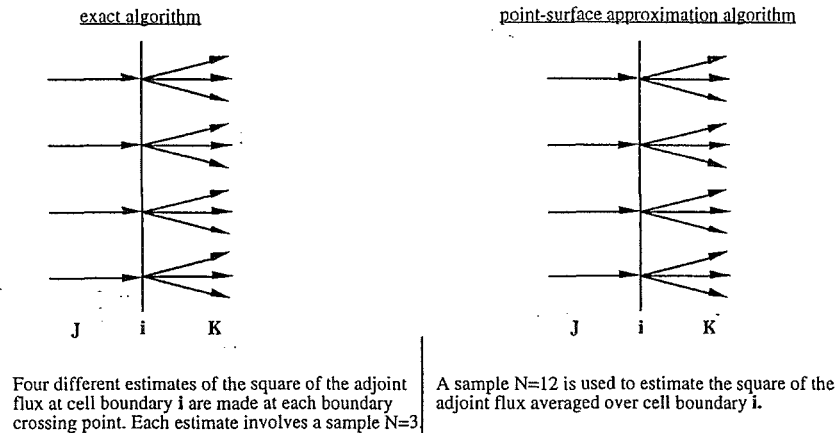 exact algorithm
point-surface approximation algorithm
J i K
J i K
Four different estimates of the square of the adjoint
flux at cell boundary i are made at each boundary
crossing point. Each estimate involves a sample N=3
A sample N=12 is used to estimate the square of the
adjoint flux averaged over cell boundary i.